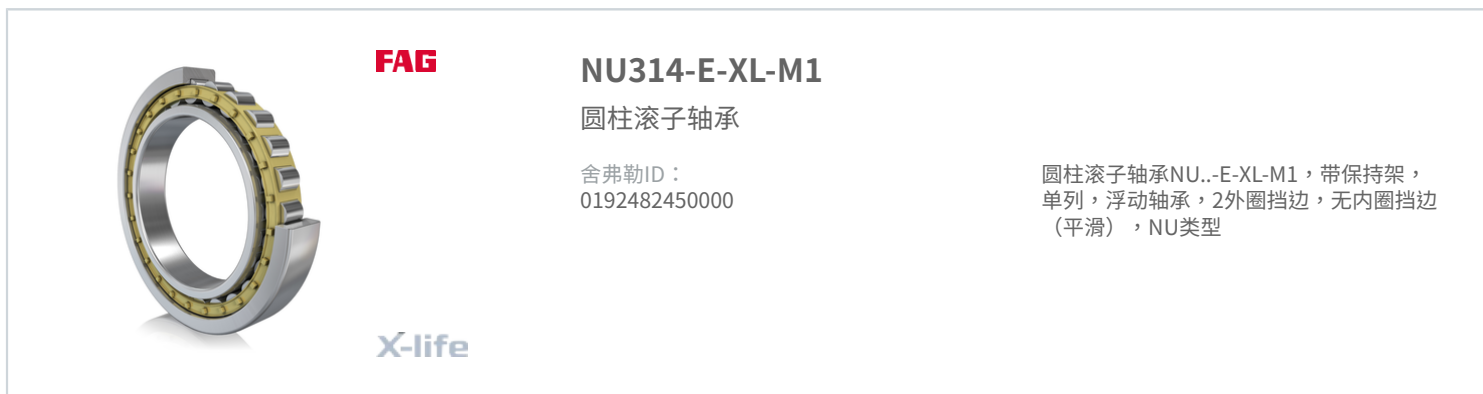 FAG
NU314-E-XL-M1
圆柱滚子轴承
舍弗勒ID：
0192482450000
圆柱滚子轴承NU..-E-XL-M1，带保持架，
单列，浮动轴承，2外圈挡边，无内圈挡边
（平滑），NU类型
X-life